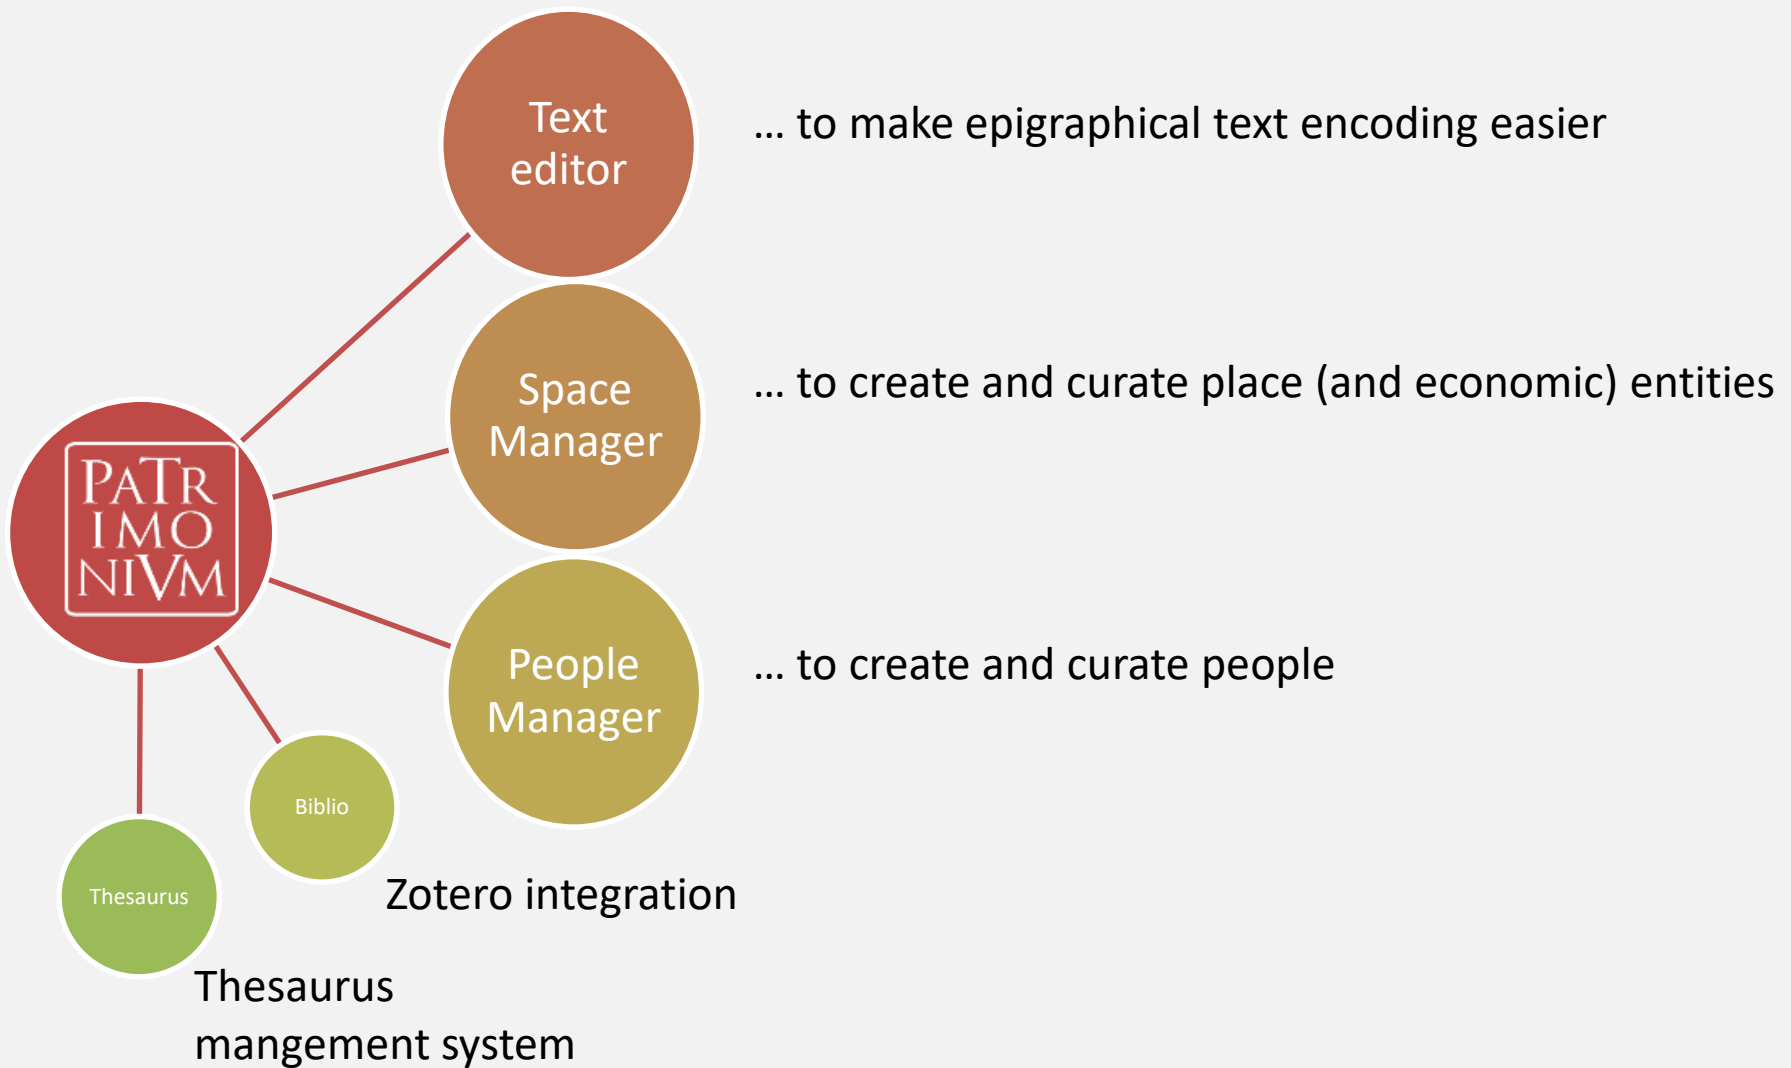 Text
editor
... to make epigraphical text encoding easier
Space
Manager
... to create and curate place (and economic) entities
PATR
IMO
NIVM
People
Manager
... to create and curate people
Biblio
Zotero integration
Thesaurus
Thesaurus
mangement system